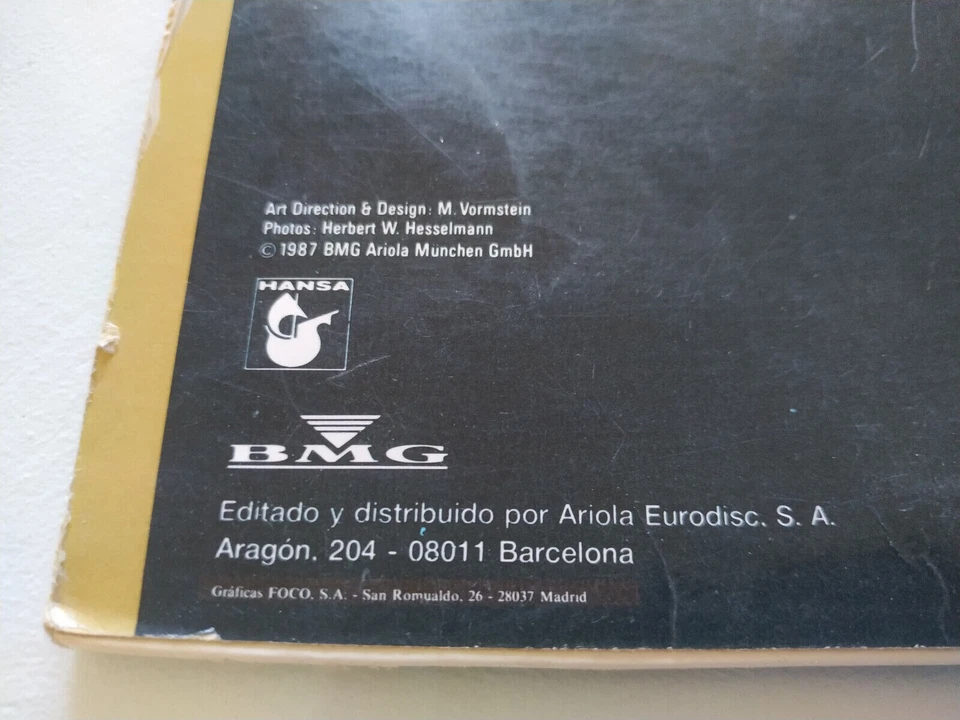 Art Direction & Design: M. Vormstein
Photos: Herbert W. Hesselmann
© 1987 BMG Ariola München GmbH
HANSA
BMG
Editado y distribuido por Ariola Eurodisc. S. A.
Aragón. 204 - 08011 Barcelona
Gráficas FOCO. S.A. - San Romualdo. 26 - 28037 Madrid